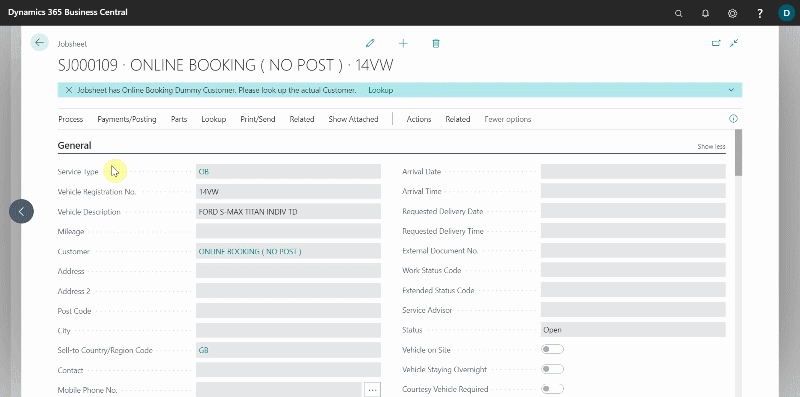 Dynamics 365 Business Central
?
D
Jobsheet
SJ000109 · ONLINE BOOKING ( NO POST ) · 14VW
Jobsheet has Online Booking Dummy Customer. Please look up the actual Customer. Lookup
Process Payments/Posting Parts Lookup Print/Send Related Show Attached Actions Related Fewer options
General Show less
Service Type OB
Vehicle Registration No. 14VW
Vehicle Description FORD S-MAX TITAN INDIV TD
Mileage
Customer ONLINE BOOKING ( NO POST )
Address
Address 2
Post Code
City
Sell-to Country/Region Code GB
Contact
Mobile Phone No. ...
Arrival Date
Arrival Time
Requested Delivery Date
Requested Delivery Time
External Document No.
Work Status Code
Extended Status Code
Service Advisor
Status Open
Vehicle on Site
Vehicle Staying Overnight
Courtesy Vehicle Required